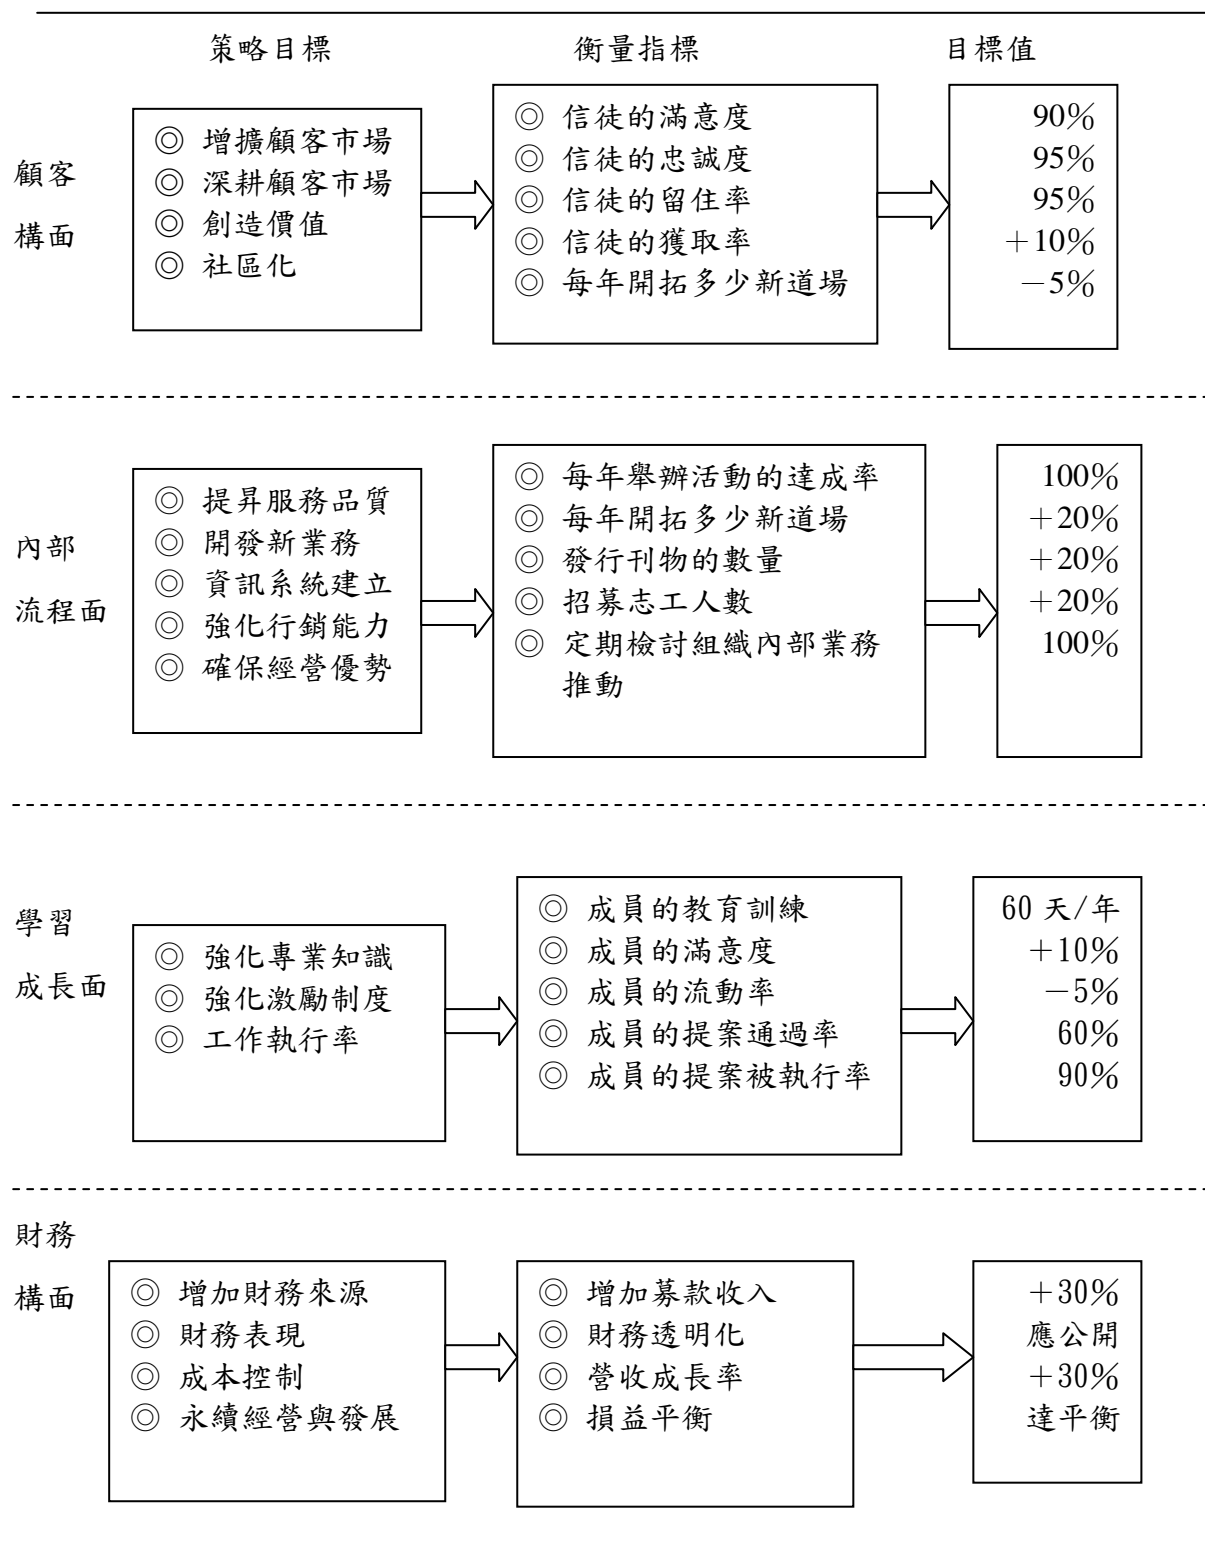 策略目標 衡量指標 目標值
顧客
構面
◎ 增擴顧客市場
◎ 深耕顧客市場
◎ 創造價值
◎ 社區化
◎ 信徒的滿意度
◎ 信徒的忠誠度
◎ 信徒的留住率
◎ 信徒的獲取率
◎ 每年開拓多少新道場
90%
95%
95%
+10%
-5%
內部
流程面
◎ 提昇服務品質
◎ 開發新業務
◎ 資訊系統建立
◎ 強化行銷能力
◎ 確保經營優勢
◎ 每年舉辦活動的達成率
◎ 每年開拓多少新道場
◎ 發行刊物的數量
◎ 招募志工人數
◎ 定期檢討組織內部業務
推動
100%
+20%
+20%
+20%
100%
學習
成長面
◎ 強化專業知識
◎ 強化激勵制度
◎ 工作執行率
◎ 成員的教育訓練
◎ 成員的滿意度
◎ 成員的流動率
◎ 成員的提案通過率
◎ 成員的提案被執行率
60 天/年
+10%
-5%
60%
90%
財務
構面
◎ 增加財務來源
◎ 財務表現
◎ 成本控制
◎ 永續經營與發展
◎ 增加募款收入
◎ 財務透明化
◎ 營收成長率
◎ 損益平衡
+30%
應公開
+30%
達平衡